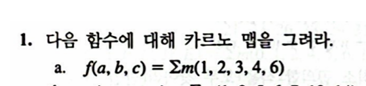 1. 다음 함수에 대해 카르노 맵을 그려라.
a. f(a, b, c) = Σm(1, 2, 3, 4, 6)